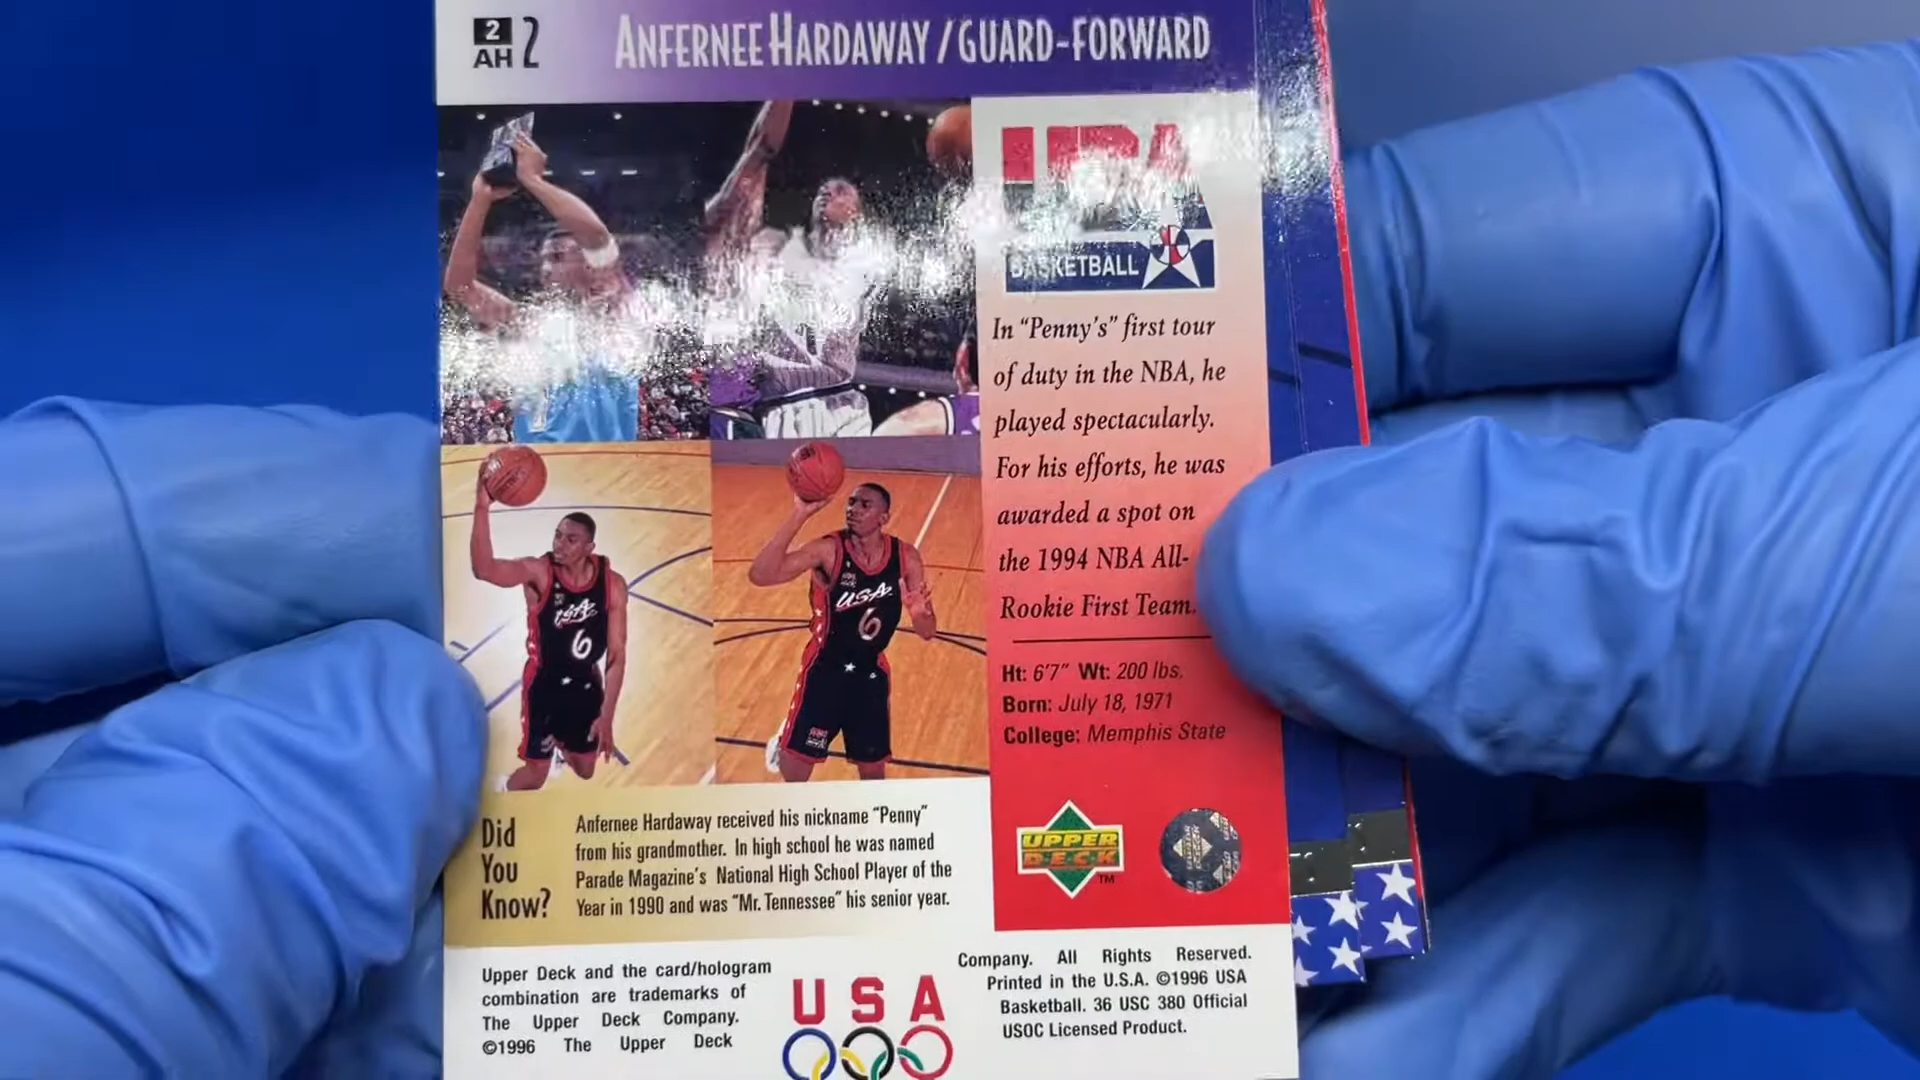 2
AH 2
ANFERNEE HARDAWAY / GUARD-FORWARD
USA
BASKETBALL
In “Penny’s” first tour
of duty in the NBA, he
played spectacularly.
For his efforts, he was
awarded a spot on
the 1994 NBA All-
Rookie First Team.
Ht: 6'7" Wt: 200 lbs.
Born: July 18, 1971
College: Memphis State
USA
6
USA
6
Did
You
Know?
Anfernee Hardaway received his nickname “Penny”
from his grandmother. In high school he was named
Parade Magazine’s National High School Player of the
Year in 1990 and was “Mr. Tennessee” his senior year.
UPPER
DECK
TM
Upper Deck and the card/hologram
combination are trademarks of
The Upper Deck Company.
©1996 The Upper Deck
USA
Company. All Rights Reserved.
Printed in the U.S.A. ©1996 USA
Basketball. 36 USC 380 Official
USOC Licensed Product.